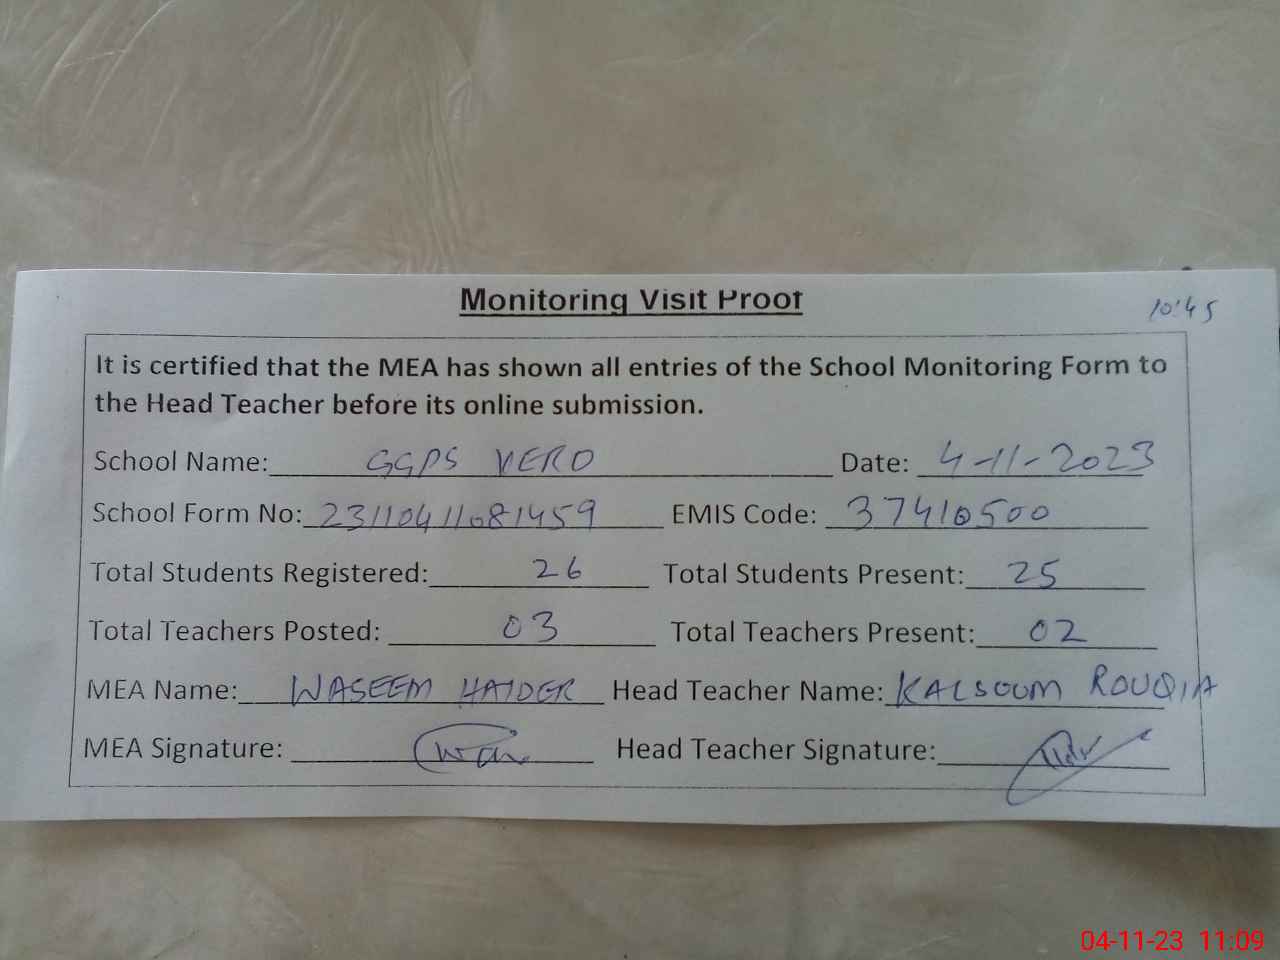 Monitoring Visit Proof
10:45
It is certified that the MEA has shown all entries of the School Monitoring Form to
the Head Teacher before its online submission.
School Name: GGPS VERO Date: 4-11-2023
School Form No: 23110411081459 EMIS Code: 37410500
Total Students Registered: 26 Total Students Present: 25
Total Teachers Posted: 03 Total Teachers Present: 02
MEA Name: WASEEM HAIDER Head Teacher Name: KALSOUM ROUQIA
MEA Signature: Head Teacher Signature:
04-11-23 11:09